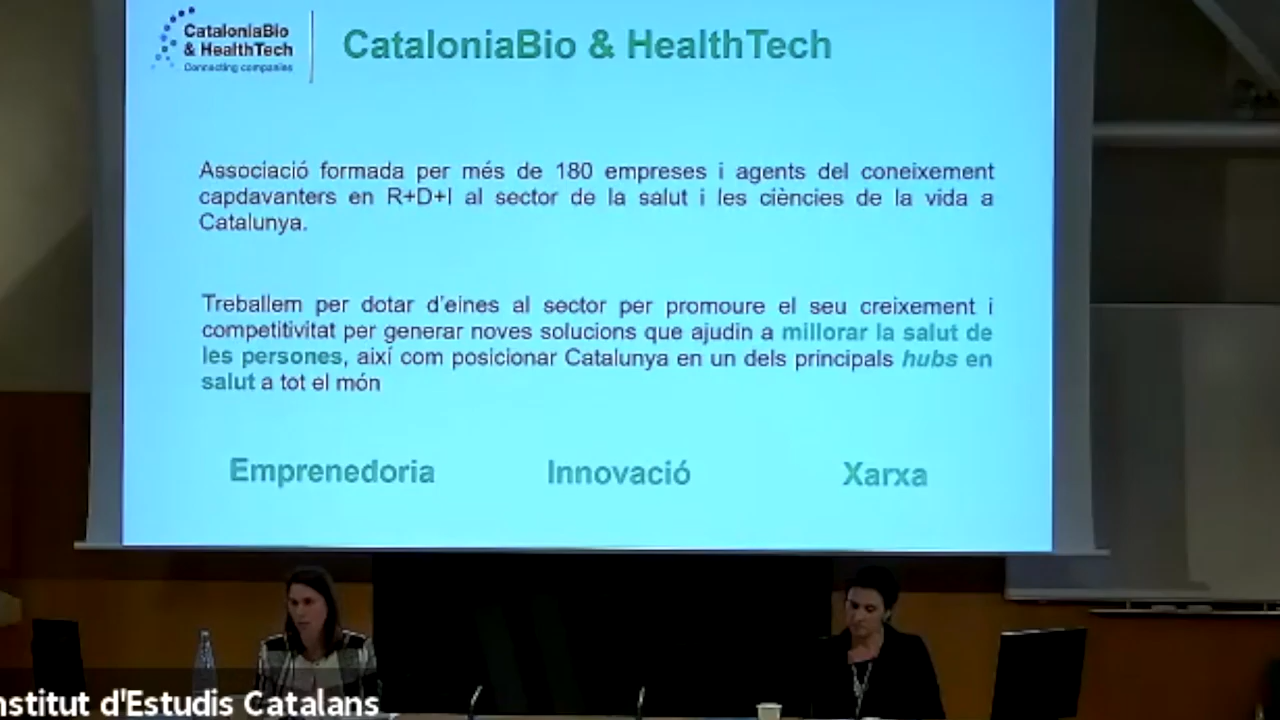 CataloniaBio
& HealthTech
Connecting companies
CataloniaBio & HealthTech
Associació formada per més de 180 empreses i agents del coneixement
capdavanters en R+D+I al sector de la salut i les ciències de la vida a
Catalunya.
Treballem per dotar d'eines al sector per promoure el seu creixement i
competitivitat per generar noves solucions que ajudin a millorar la salut de
les persones, així com posicionar Catalunya en un dels principals hubs en
salut a tot el món
Emprenedoria
Innovació
Xarxa
nstitut d'Estudis Catalans